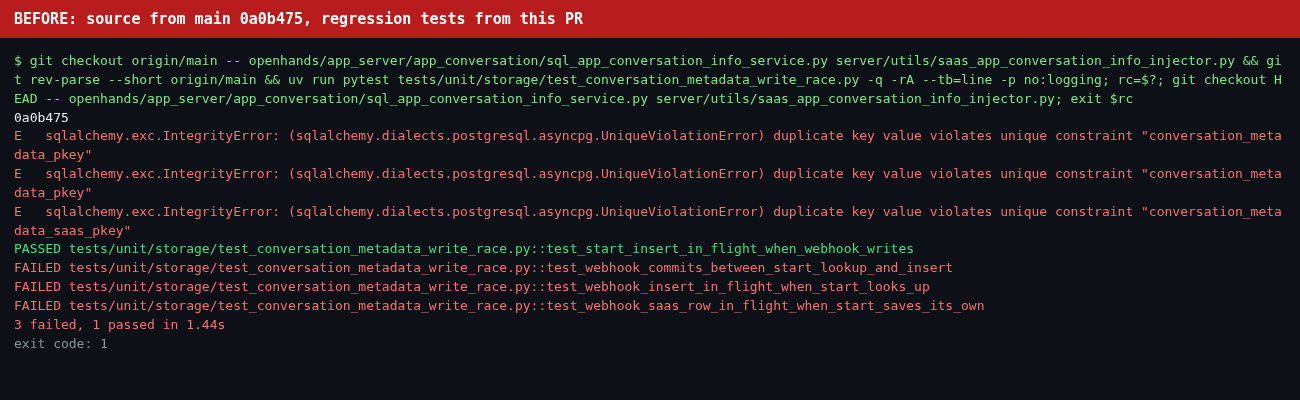 BEFORE: source from main 0a0b475, regression tests from this PR
$ git checkout origin/main -- openhands/app_server/app_conversation/sql_app_conversation_info_service.py server/utils/saas_app_conversation_info_injector.py && gi
t rev-parse --short origin/main && uv run pytest tests/unit/storage/test_conversation_metadata_write_race.py -q -rA --tb=line -p no:logging; rc=$?; git checkout H
EAD -- openhands/app_server/app_conversation/sql_app_conversation_info_service.py server/utils/saas_app_conversation_info_injector.py; exit $rc
0a0b475
E   sqlalchemy.exc.IntegrityError: (sqlalchemy.dialects.postgresql.asyncpg.UniqueViolationError) duplicate key value violates unique constraint "conversation_meta
data_pkey"
E   sqlalchemy.exc.IntegrityError: (sqlalchemy.dialects.postgresql.asyncpg.UniqueViolationError) duplicate key value violates unique constraint "conversation_meta
data_pkey"
E   sqlalchemy.exc.IntegrityError: (sqlalchemy.dialects.postgresql.asyncpg.UniqueViolationError) duplicate key value violates unique constraint "conversation_meta
data_saas_pkey"
PASSED tests/unit/storage/test_conversation_metadata_write_race.py::test_start_insert_in_flight_when_webhook_writes
FAILED tests/unit/storage/test_conversation_metadata_write_race.py::test_webhook_commits_between_start_lookup_and_insert
FAILED tests/unit/storage/test_conversation_metadata_write_race.py::test_webhook_insert_in_flight_when_start_looks_up
FAILED tests/unit/storage/test_conversation_metadata_write_race.py::test_webhook_saas_row_in_flight_when_start_saves_its_own
3 failed, 1 passed in 1.44s
exit code: 1